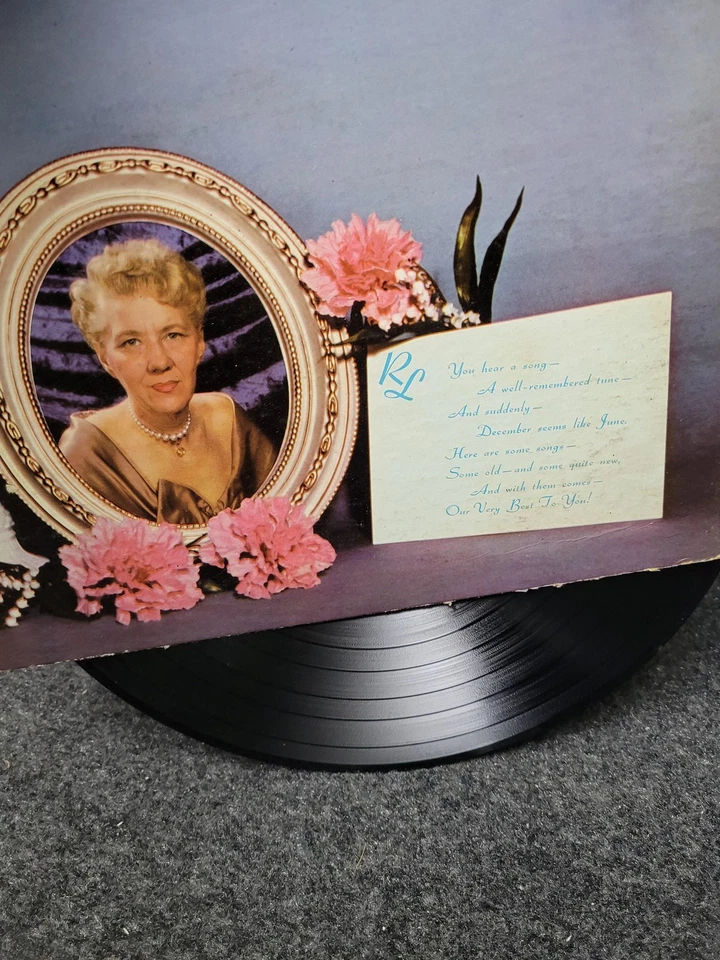 RL
You hear a song—
A well-remembered tune—
And suddenly—
December seems like June.
Here are some songs—
Some old—and some quite new,
And with them comes—
Our Very Best To You!